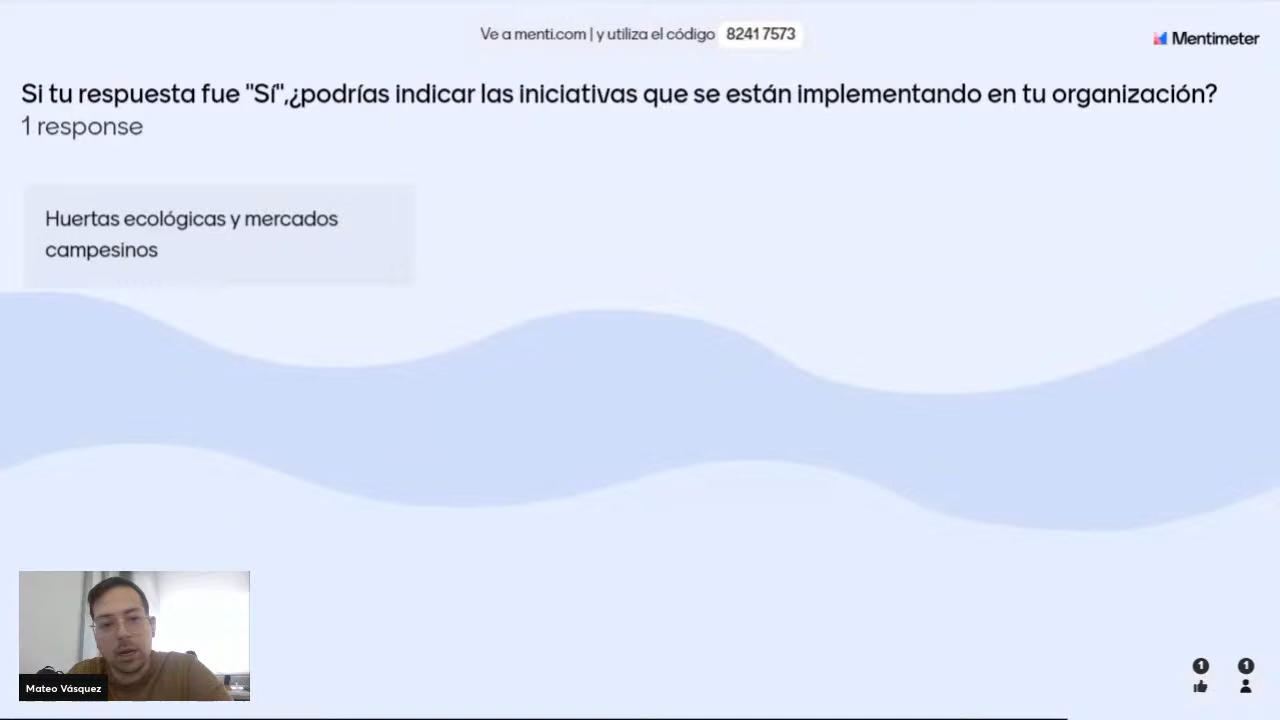 Ve a menti.com | y utiliza el código 8241 7573
Mentimeter
Si tu respuesta fue "Sí",¿podrías indicar las iniciativas que se están implementando en tu organización?
1 response
Huertas ecológicas y mercados
campesinos
Mateo Vásquez
1 1